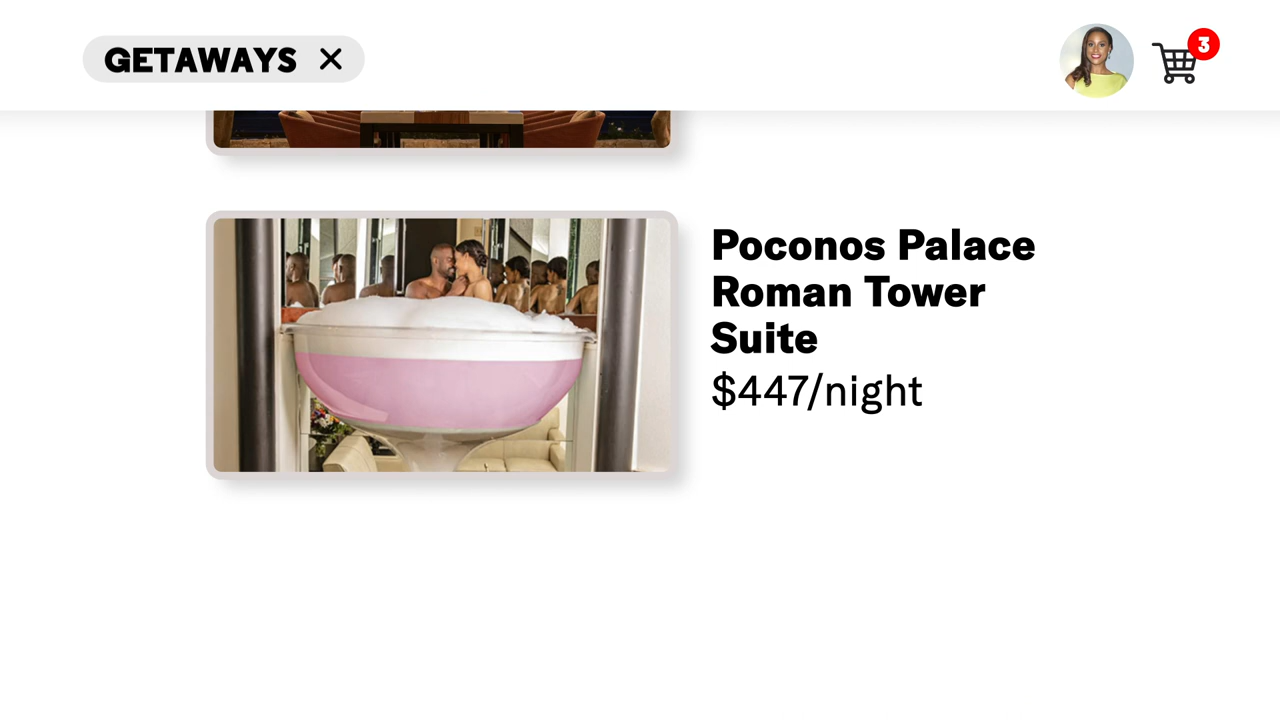 GETAWAYS
3
Poconos Palace
Roman Tower
Suite
$447/night